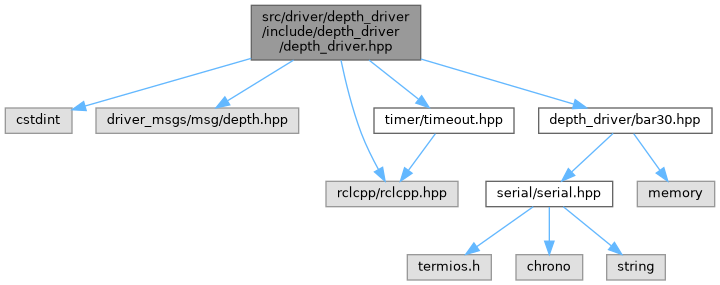 src/driver/depth_driver
/include/depth_driver
/depth_driver.hpp
cstdint
driver_msgs/msg/depth.hpp
timer/timeout.hpp
depth_driver/bar30.hpp
rclcpp/rclcpp.hpp
serial/serial.hpp
memory
termios.h
chrono
string